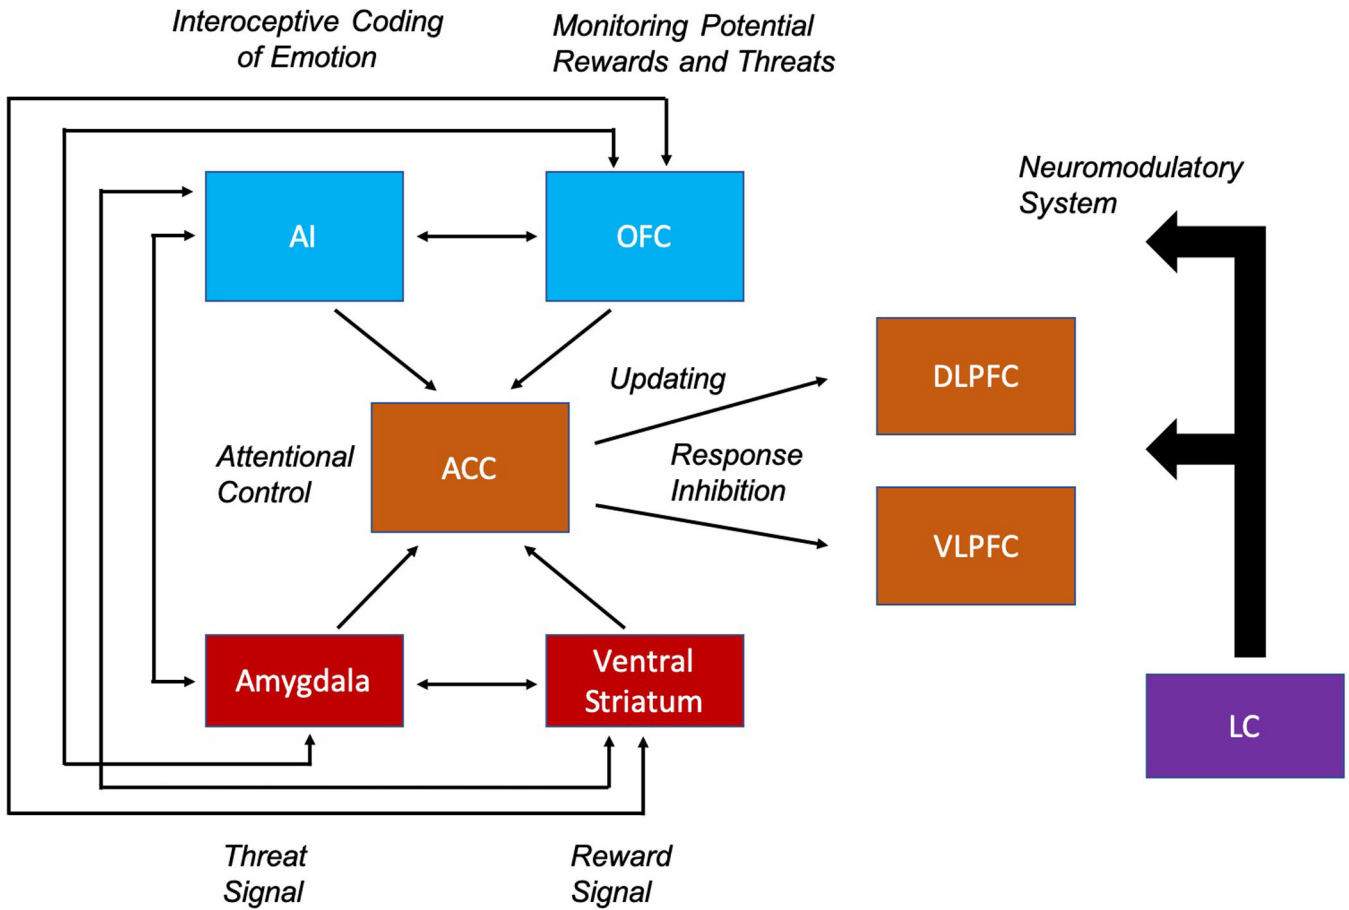 Interoceptive Coding
of Emotion
Monitoring Potential
Rewards and Threats
Neuromodulatory
System
AI
OFC
Updating
DLPFC
Attentional
Control
ACC
Response
Inhibition
VLPFC
Amygdala
Ventral
Striatum
LC
Threat
Signal
Reward
Signal